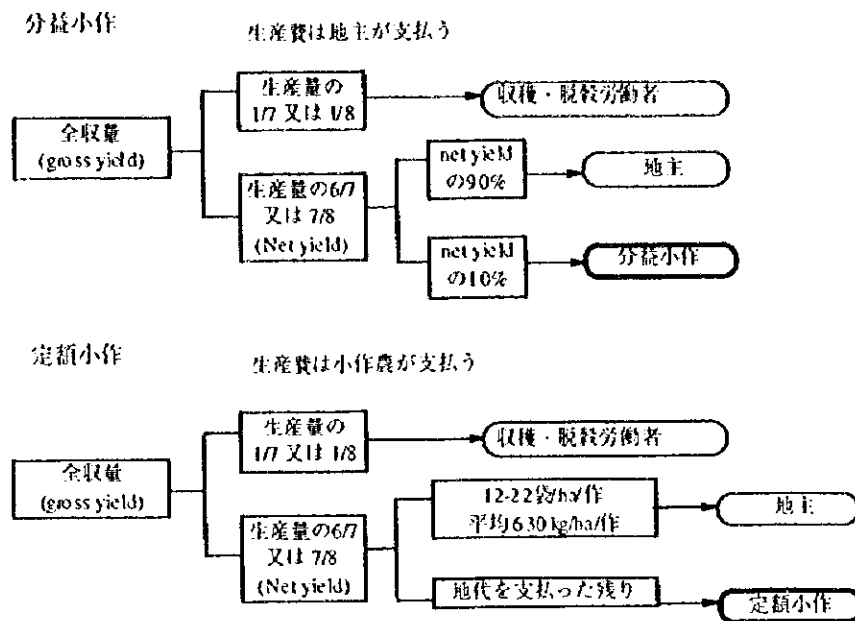 分益小作
生産費は地主が支払う
生産量の
1/7 又は 1/8
収穫・脱穀労働者
全収量
(gross yield)
net yield
の90%
地主
生産量の6/7
又は 7/8
(Net yield)
net yield
の10%
分益小作
定額小作
生産費は小作農が支払う
生産量の
1/7 又は 1/8
収穫・脱穀労働者
全収量
(gross yield)
12-22袋/ha/作
平均630 kg/ha/作
地主
生産量の6/7
又は 7/8
(Net yield)
地代を支払った残り
定額小作